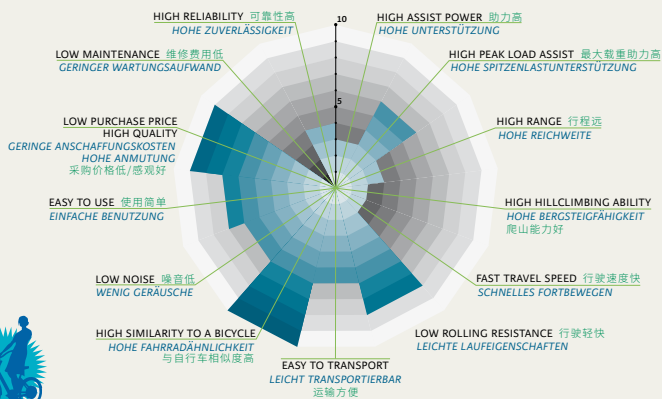 HIGH RELIABILITY 可靠性高
HOHE ZUVERLÄSSIGKEIT
10
HIGH ASSIST POWER 助力高
HOHE UNTERSTÜTZUNG
LOW MAINTENANCE 维修费用低
GERINGER WARTUNGSAUFWAND
HIGH PEAK LOAD ASSIST 最大载重助力高
HOHE SPITZENLASTUNTERSTÜTZUNG
5
LOW PURCHASE PRICE
HIGH QUALITY
GERINGE ANSCHAFFUNGSKOSTEN
HOHE ANMUTUNG
采购价格低/感观好
HIGH RANGE 行程远
HOHE REICHWEITE
EASY TO USE 使用简单
EINFACHE BENUTZUNG
HIGH HILLCLIMBING ABILITY
HOHE BERGSTEIGFÄHIGKEIT
爬山能力好
LOW NOISE 噪音低
WENIG GERÄUSCHE
FAST TRAVEL SPEED 行驶速度快
SCHNELLES FORTBEWEGEN
HIGH SIMILARITY TO A BICYCLE
HOHE FAHRRADÄHNLICHKEIT
与自行车相似度高
LOW ROLLING RESISTANCE 行驶轻快
LEICHTE LAUFEIGENSCHAFTEN
EASY TO TRANSPORT
LEICHT TRANSPORTIERBAR
运输方便